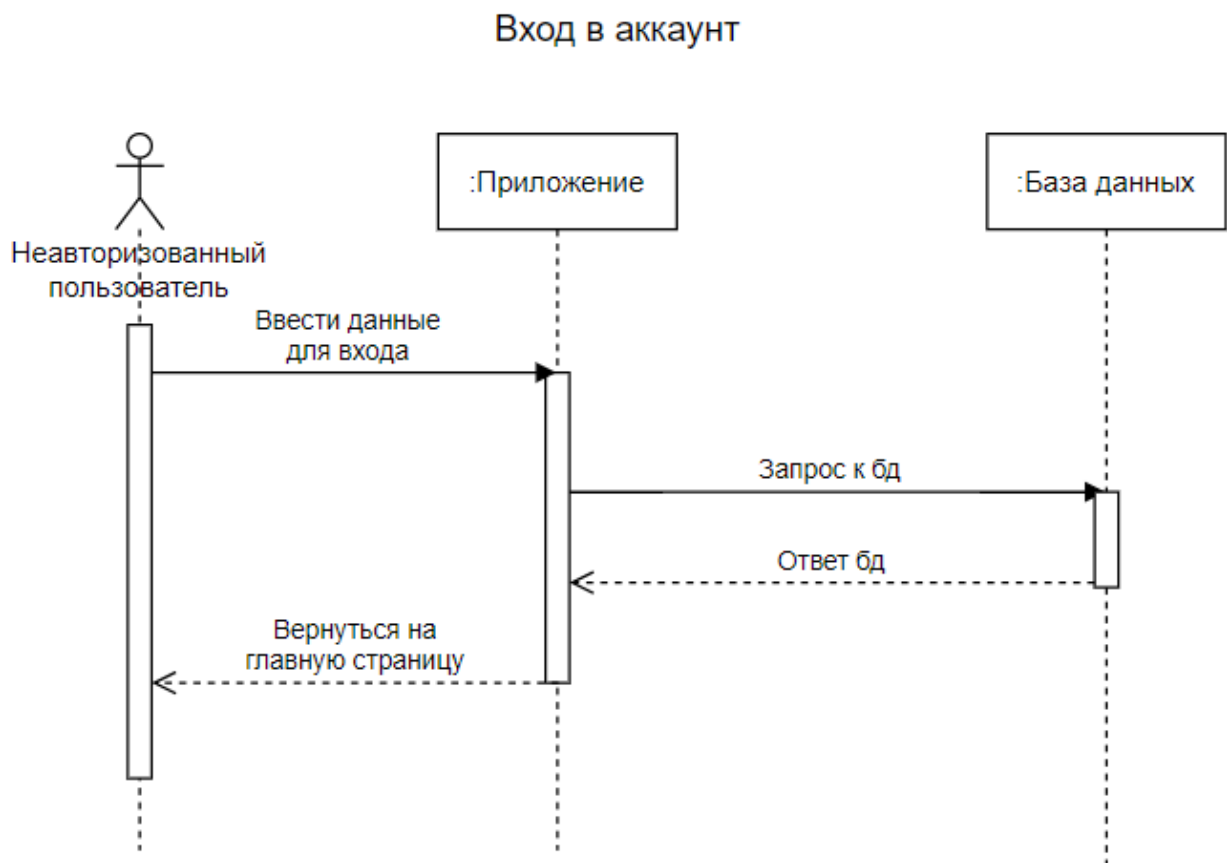 Вход в аккаунт
:Приложение
:База данных
Неавторизованный
пользователь
Ввести данные
для входа
Запрос к бд
Ответ бд
Вернуться на
главную страницу